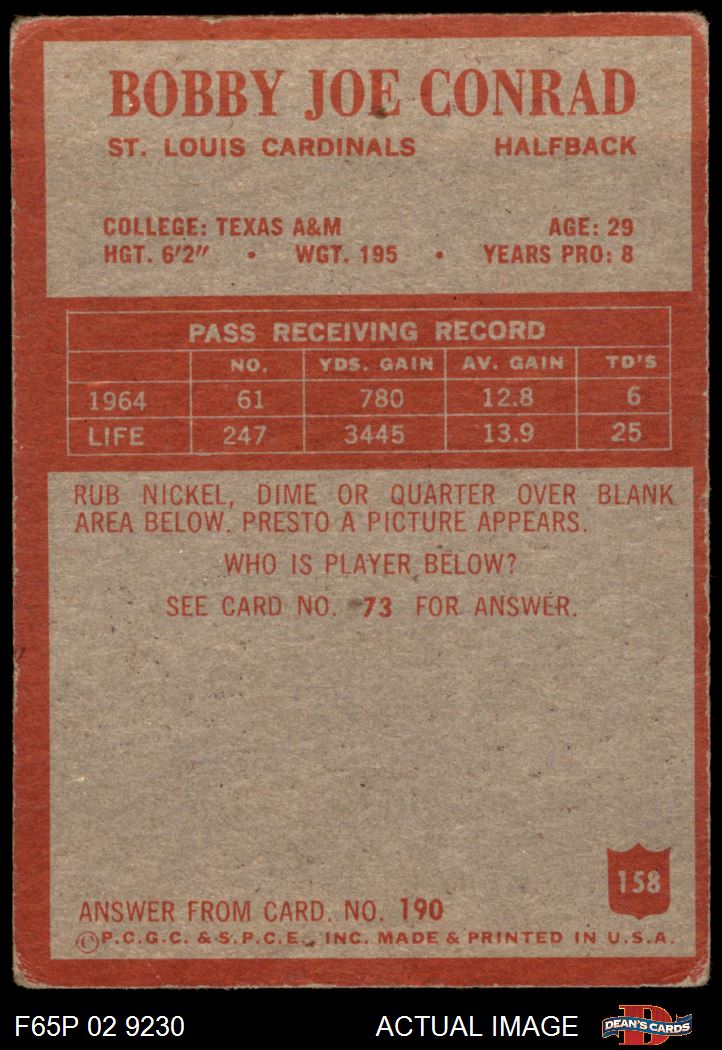 BOBBY JOE CONRAD
ST. LOUIS CARDINALS HALFBACK
COLLEGE: TEXAS A&M AGE: 29
HGT. 6'2" • WGT. 195 • YEARS PRO: 8
PASS RECEIVING RECORD
NO. YDS. GAIN AV. GAIN TD'S
1964 61 780 12.8 6
LIFE 247 3445 13.9 25
RUB NICKEL, DIME OR QUARTER OVER BLANK
AREA BELOW. PRESTO A PICTURE APPEARS.
WHO IS PLAYER BELOW?
SEE CARD NO. 73 FOR ANSWER.
158
ANSWER FROM CARD. NO. 190
©P.C.G.C. & S.P.C.E., INC. MADE & PRINTED IN U.S.A.
F65P 02 9230 ACTUAL IMAGE D DEAN'S CARDS